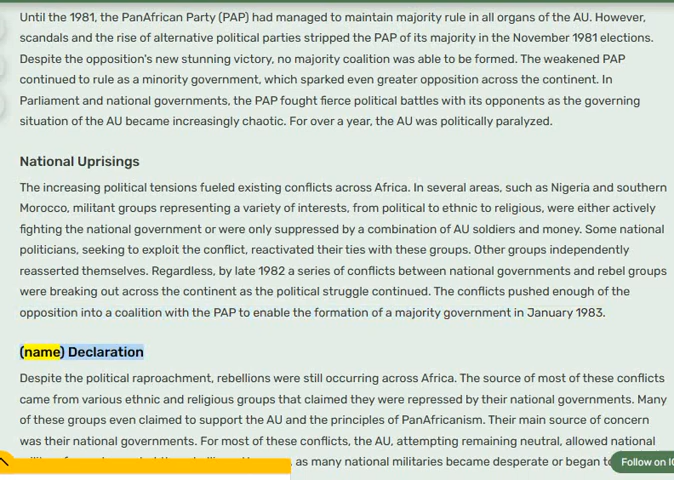 Until the 1981, the PanAfrican Party (PAP) had managed to maintain majority rule in all organs of the AU. However,
scandals and the rise of alternative political parties stripped the PAP of its majority in the November 1981 elections.
Despite the opposition's new stunning victory, no majority coalition was able to be formed. The weakened PAP
continued to rule as a minority government, which sparked even greater opposition across the continent. In
Parliament and national governments, the PAP fought fierce political battles with its opponents as the governing
situation of the AU became increasingly chaotic. For over a year, the AU was politically paralyzed.
National Uprisings
The increasing political tensions fueled existing conflicts across Africa. In several areas, such as Nigeria and southern
Morocco, militant groups representing a variety of interests, from political to ethnic to religious, were either actively
fighting the national government or were only suppressed by a combination of AU soldiers and money. Some national
politicians, seeking to exploit the conflict, reactivated their ties with these groups. Other groups independently
reasserted themselves. Regardless, by late 1982 a series of conflicts between national governments and rebel groups
were breaking out across the continent as the political struggle continued. The conflicts pushed enough of the
opposition into a coalition with the PAP to enable the formation of a majority government in January 1983.
(name) Declaration
Despite the political raproachment, rebellions were still occurring across Africa. The source of most of these conflicts
came from various ethnic and religious groups that claimed they were repressed by their national governments. Many
of these groups even claimed to support the AU and the principles of PanAfricanism. Their main source of concern
was their national governments. For most of these conflicts, the AU, attempting remaining neutral, allowed national
, as many national militaries became desperate or began to
Follow on